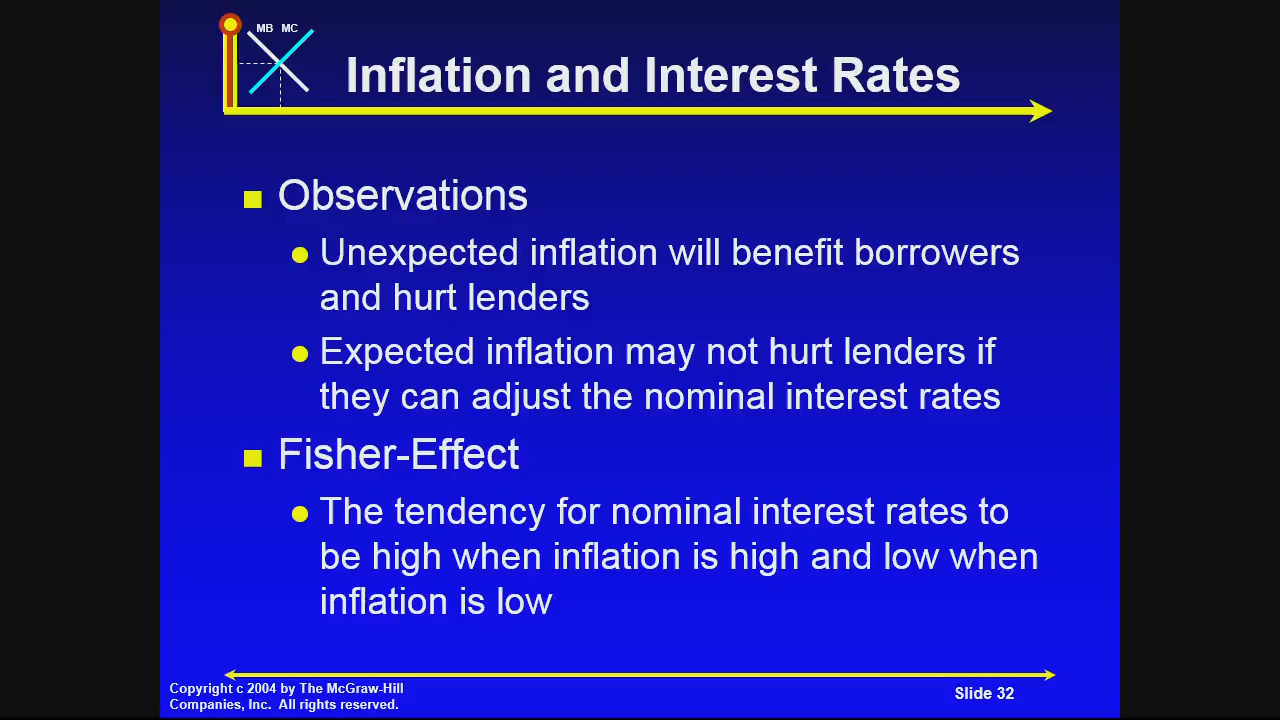 MB MC
Inflation and Interest Rates
Observations
Unexpected inflation will benefit borrowers
and hurt lenders
Expected inflation may not hurt lenders if
they can adjust the nominal interest rates
Fisher-Effect
The tendency for nominal interest rates to
be high when inflation is high and low when
inflation is low
Copyright c 2004 by The McGraw-Hill
Companies, Inc. All rights reserved.
Slide 32